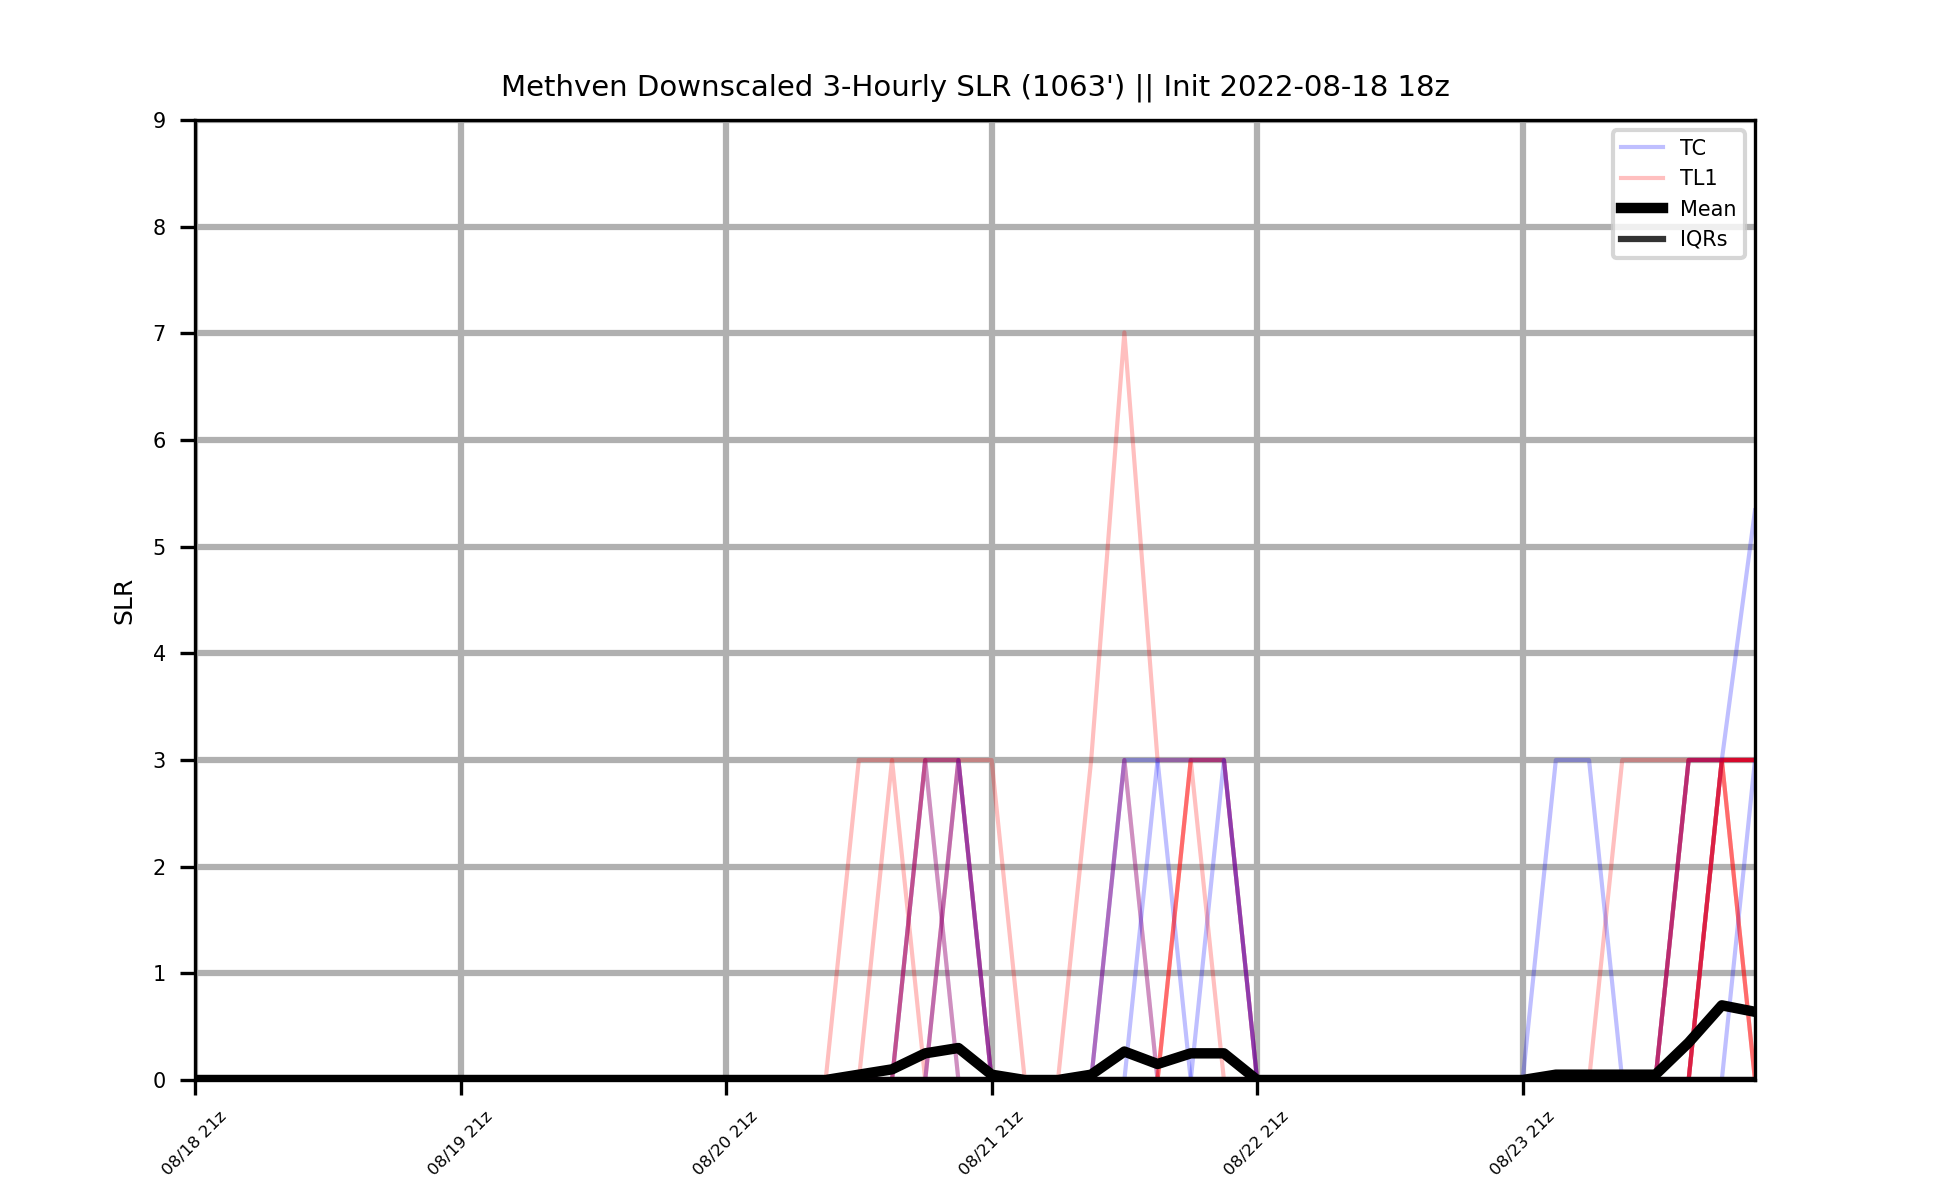 Methven Downscaled 3-Hourly SLR (1063') || Init 2022-08-18 18z
9
8
7
6
5
4
3
2
1
0
SLR
TC
TL1
Mean
IQRs
08/18 21z
08/19 21z
08/20 21z
08/21 21z
08/22 21z
08/23 21z